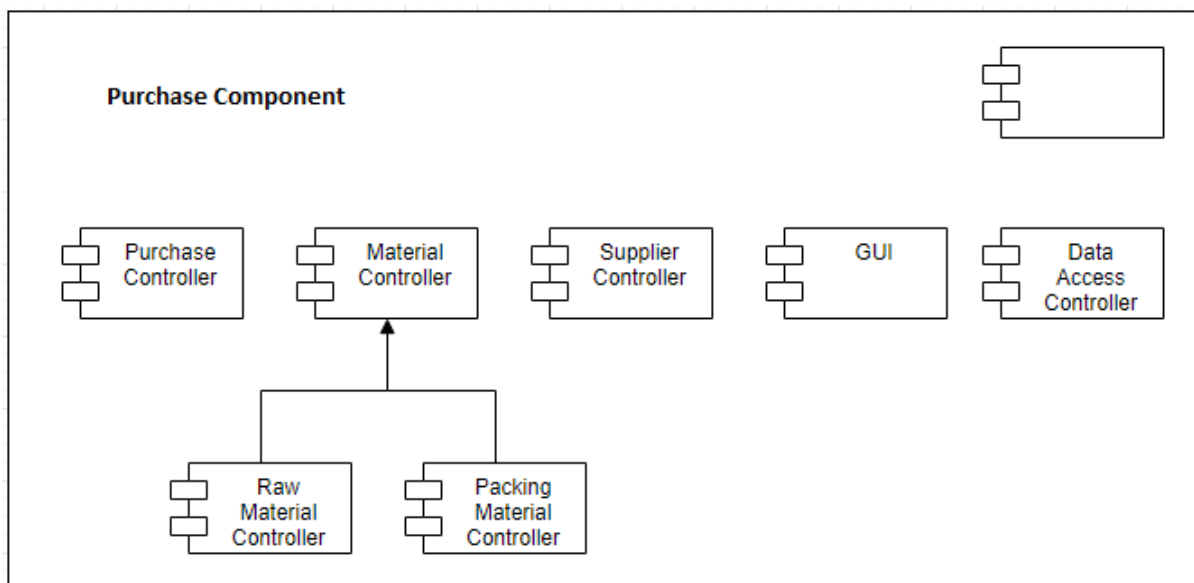 Purchase Component
Purchase
Controller
Material
Controller
Supplier
Controller
GUI
Data
Access
Controller
Raw
Material
Controller
Packing
Material
Controller